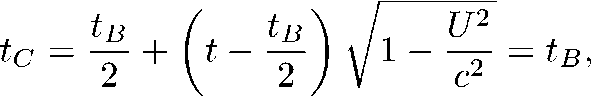 t_C = \frac{t_B}{2} + \left( t - \frac{t_B}{2} \right) \sqrt{1 - \frac{U^2}{c^2}} = t_B,